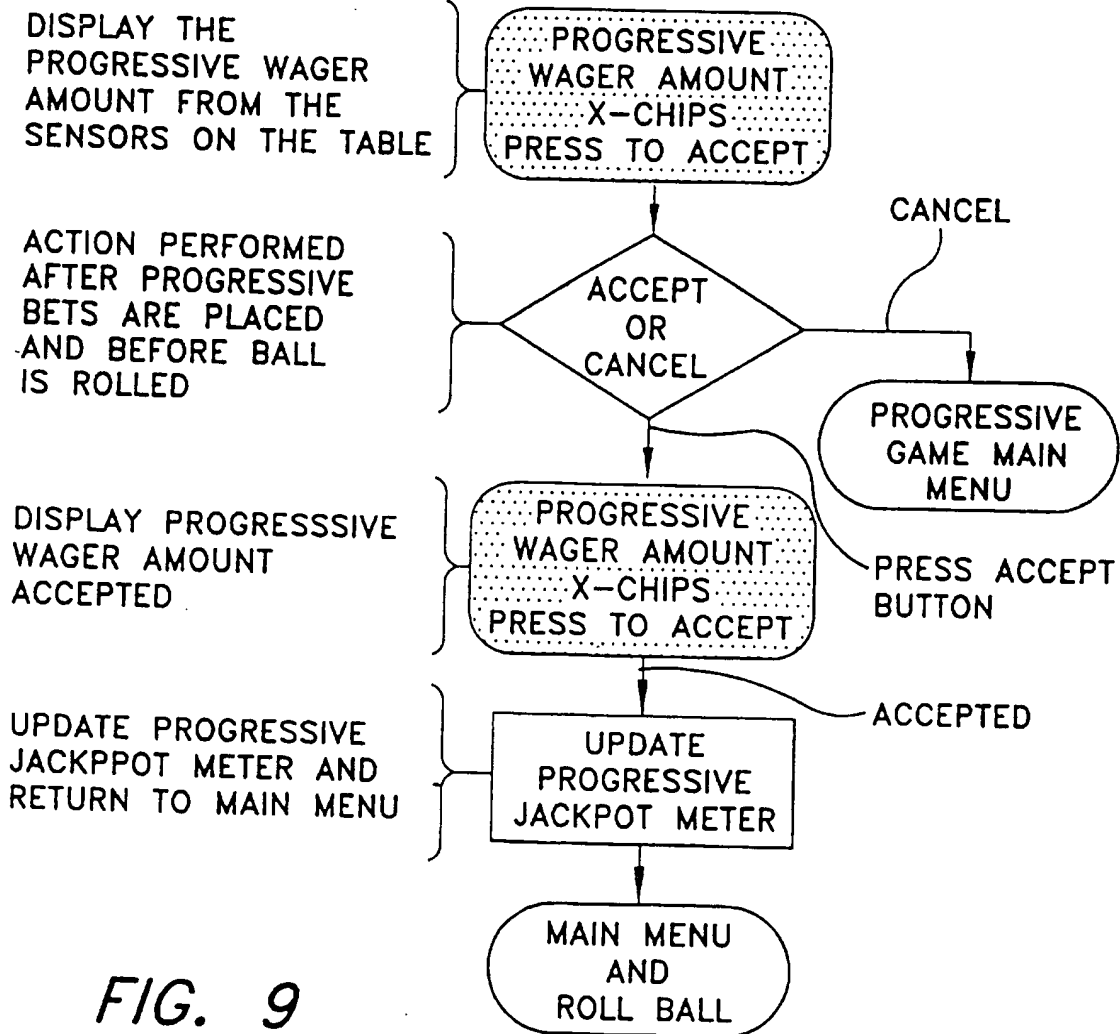 DISPLAY THE
PROGRESSIVE WAGER
AMOUNT FROM THE
SENSORS ON THE TABLE
PROGRESSIVE
WAGER AMOUNT
X-CHIPS
PRESS TO ACCEPT
ACTION PERFORMED
AFTER PROGRESSIVE
BETS ARE PLACED
AND BEFORE BALL
IS ROLLED
ACCEPT
OR
CANCEL
CANCEL
PROGRESSIVE
GAME MAIN
MENU
PRESS ACCEPT
BUTTON
DISPLAY PROGRESSSIVE
WAGER AMOUNT
ACCEPTED
PROGRESSIVE
WAGER AMOUNT
X-CHIPS
PRESS TO ACCEPT
ACCEPTED
UPDATE PROGRESSIVE
JACKPPOT METER AND
RETURN TO MAIN MENU
UPDATE
PROGRESSIVE
JACKPOT METER
MAIN MENU
AND
ROLL BALL
FIG. 9